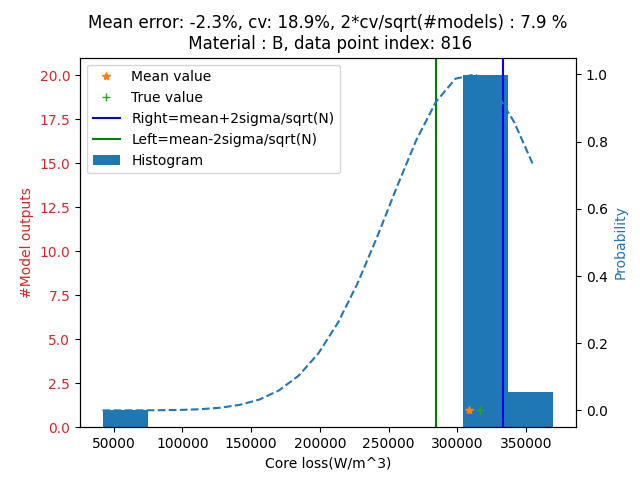 Mean error: -2.3%, cv: 18.9%, 2*cv/sqrt(#models) : 7.9 %
Material : B, data point index: 816
Mean value
True value
Right=mean+2sigma/sqrt(N)
Left=mean-2sigma/sqrt(N)
Histogram
#Model outputs
20.0
17.5
15.0
12.5
10.0
7.5
5.0
2.5
0.0
1.0
0.8
0.6
0.4
0.2
0.0
Probability
50000 100000 150000 200000 250000 300000 350000
Core loss(W/m^3)